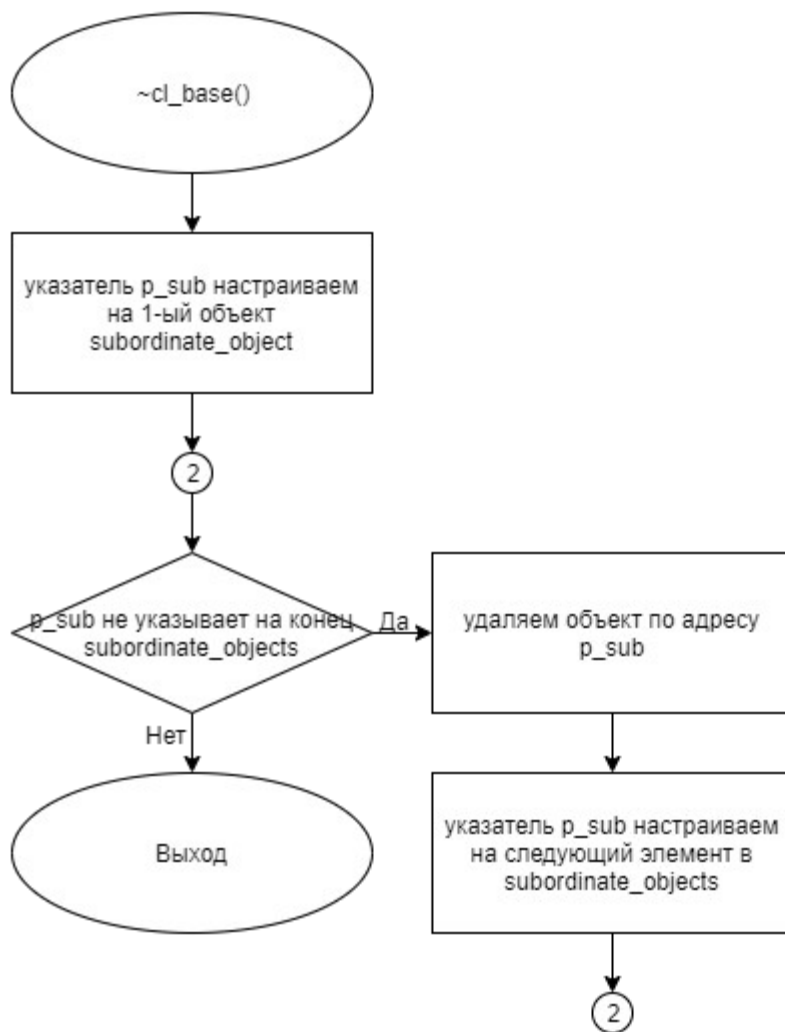 ~cl_base()
указатель p_sub настраиваем
на 1-ый объект
subordinate_object
2
p_sub не указывает на конец
subordinate_objects
Да
удаляем объект по адресу
p_sub
Нет
Выход
указатель p_sub настраиваем
на следующий элемент в
subordinate_objects
2